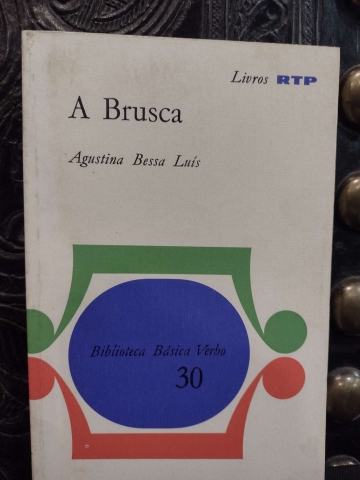 Livros RTP
A Brusca
Agustina Bessa Luís
Biblioteca Básica Verbo
30